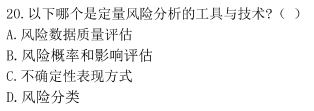 20.以下哪个是定量风险分析的工具与技术?（ ）
A.风险数据质量评估
B.风险概率和影响评估
C.不确定性表现方式
D.风险分类